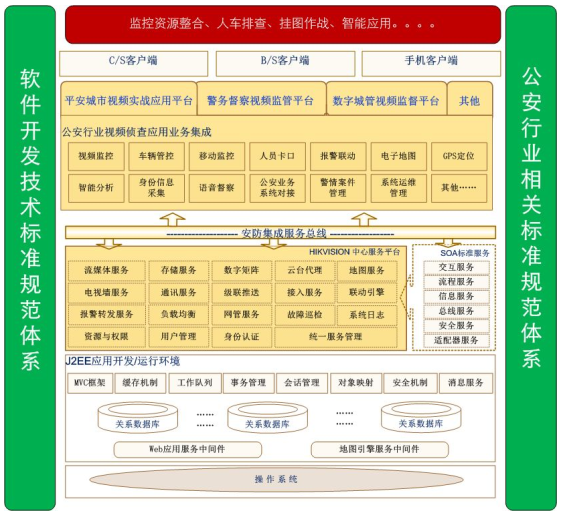 监控资源整合、人车排查、挂图作战、智能应用。。。。
软件开发技术标准规范体系
公安行业相关标准规范体系
C/S客户端
B/S客户端
手机客户端
平安城市视频实战应用平台
警务督察视频监管平台
数字城管视频监督平台
其他
公安行业视频侦查应用业务集成
视频监控
车辆管控
移动监控
人员卡口
报警联动
电子地图
GPS定位
智能分析
身份信息
采集
语音督察
公安业务
系统对接
警情案件
管理
系统运维
管理
其他……
安防集成服务总线
HIKVISION 中心服务平台
流媒体服务
存储服务
数字矩阵
云台代理
地图服务
电视墙服务
通讯服务
级联推送
接入服务
联动引擎
报警转发服务
负载均衡
网管服务
故障巡检
系统日志
资源与权限
用户管理
身份认证
统一服务管理
SOA标准服务
交互服务
流程服务
信息服务
总线服务
安全服务
适配器服务
J2EE应用开发/运行环境
MVC框架
缓存机制
工作队列
事务管理
会话管理
对象映射
安全机制
消息服务
关系数据库
……
……
关系数据库
……
……
关系数据库
Web应用服务中间件
地图引擎服务中间件
操作系统